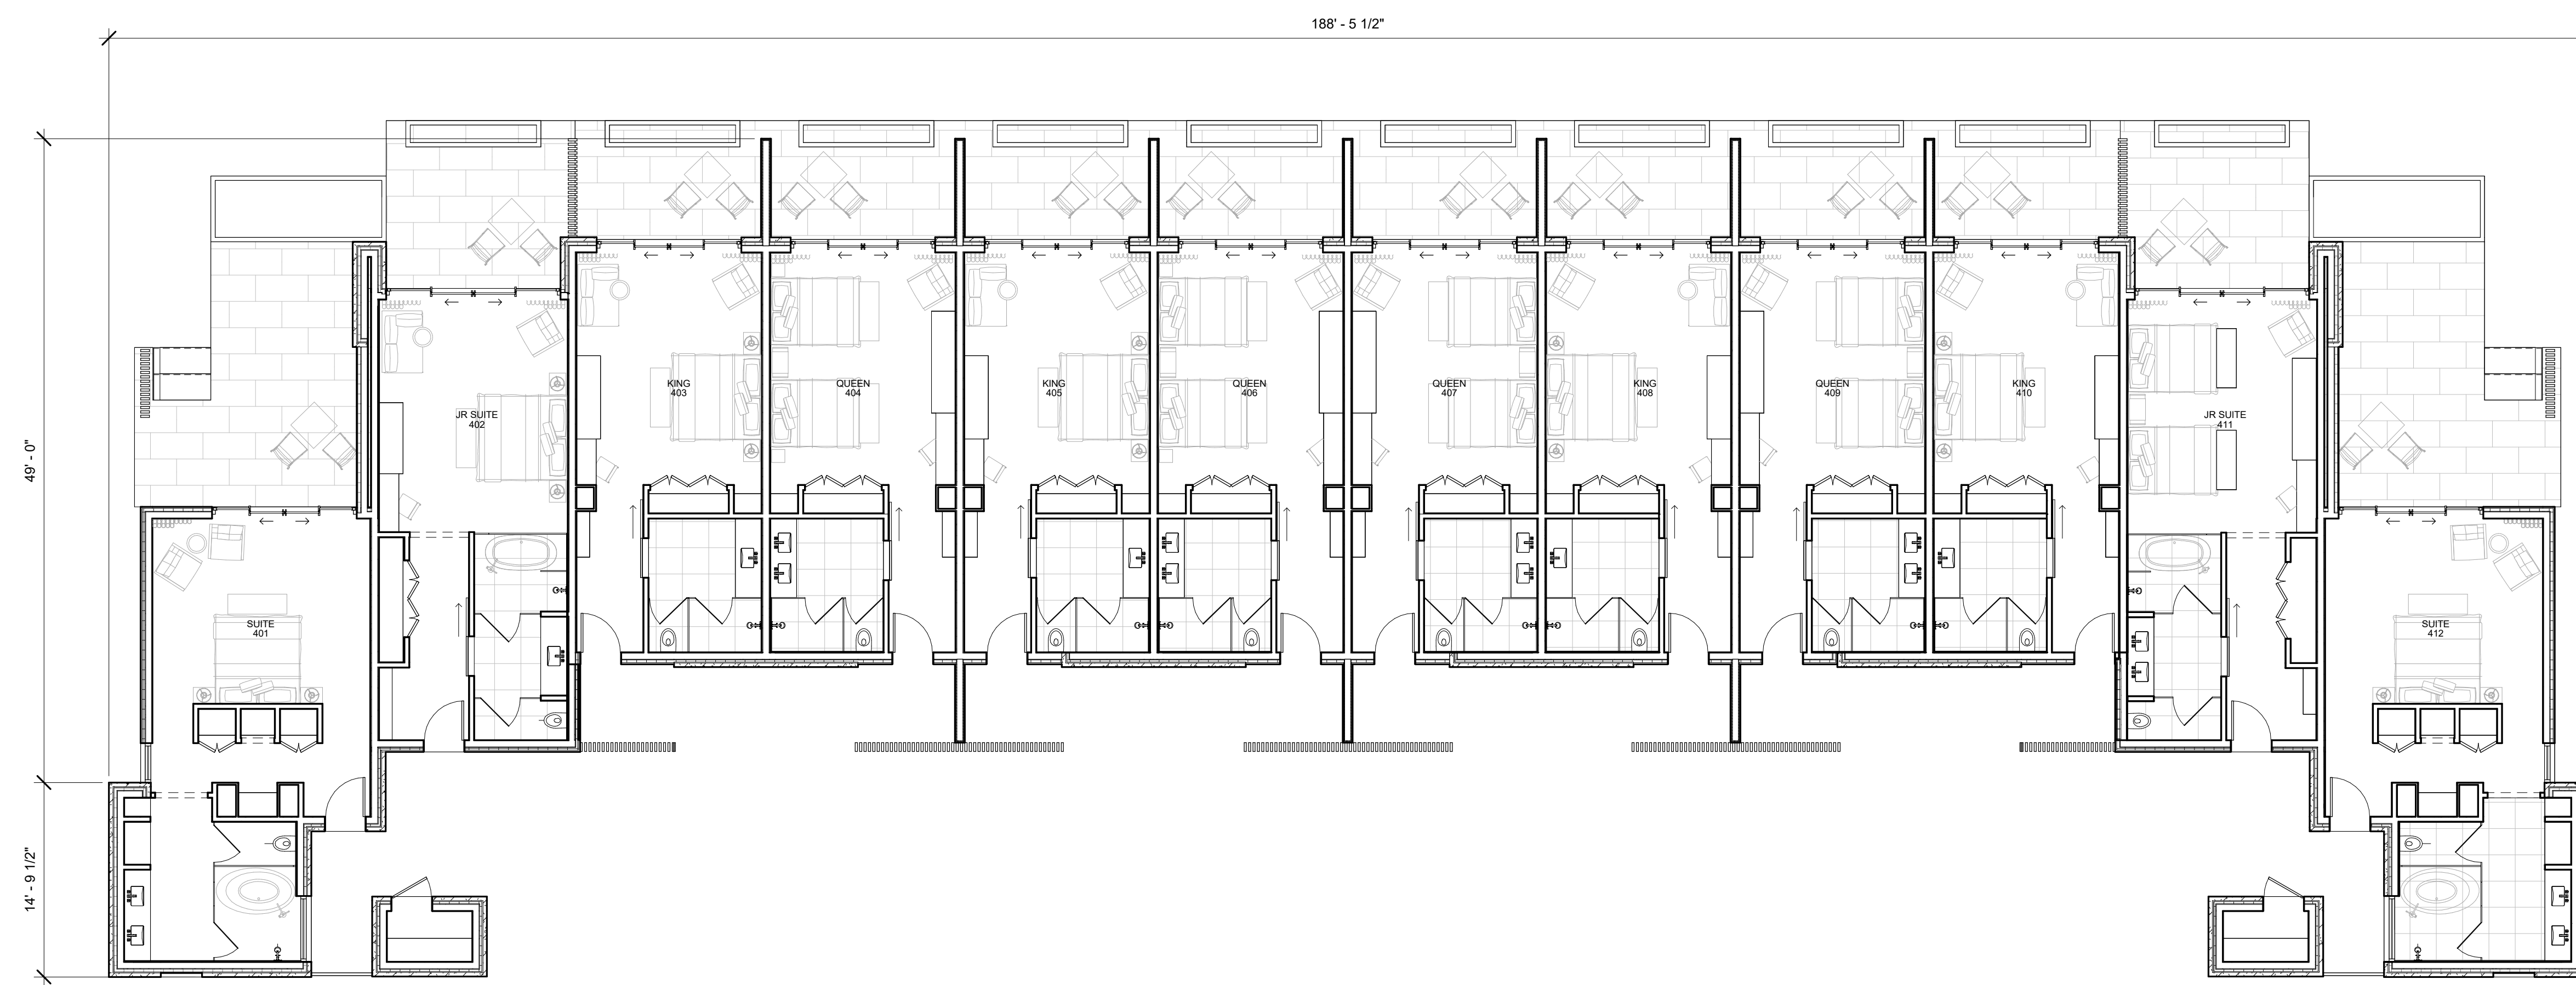 188' - 5 1/2"
49' - 0"
14' - 9 1/2"
SUITE
401
JR SUITE
402
KING
403
QUEEN
404
KING
405
QUEEN
406
QUEEN
407
KING
408
QUEEN
409
KING
410
JR SUITE
411
SUITE
412